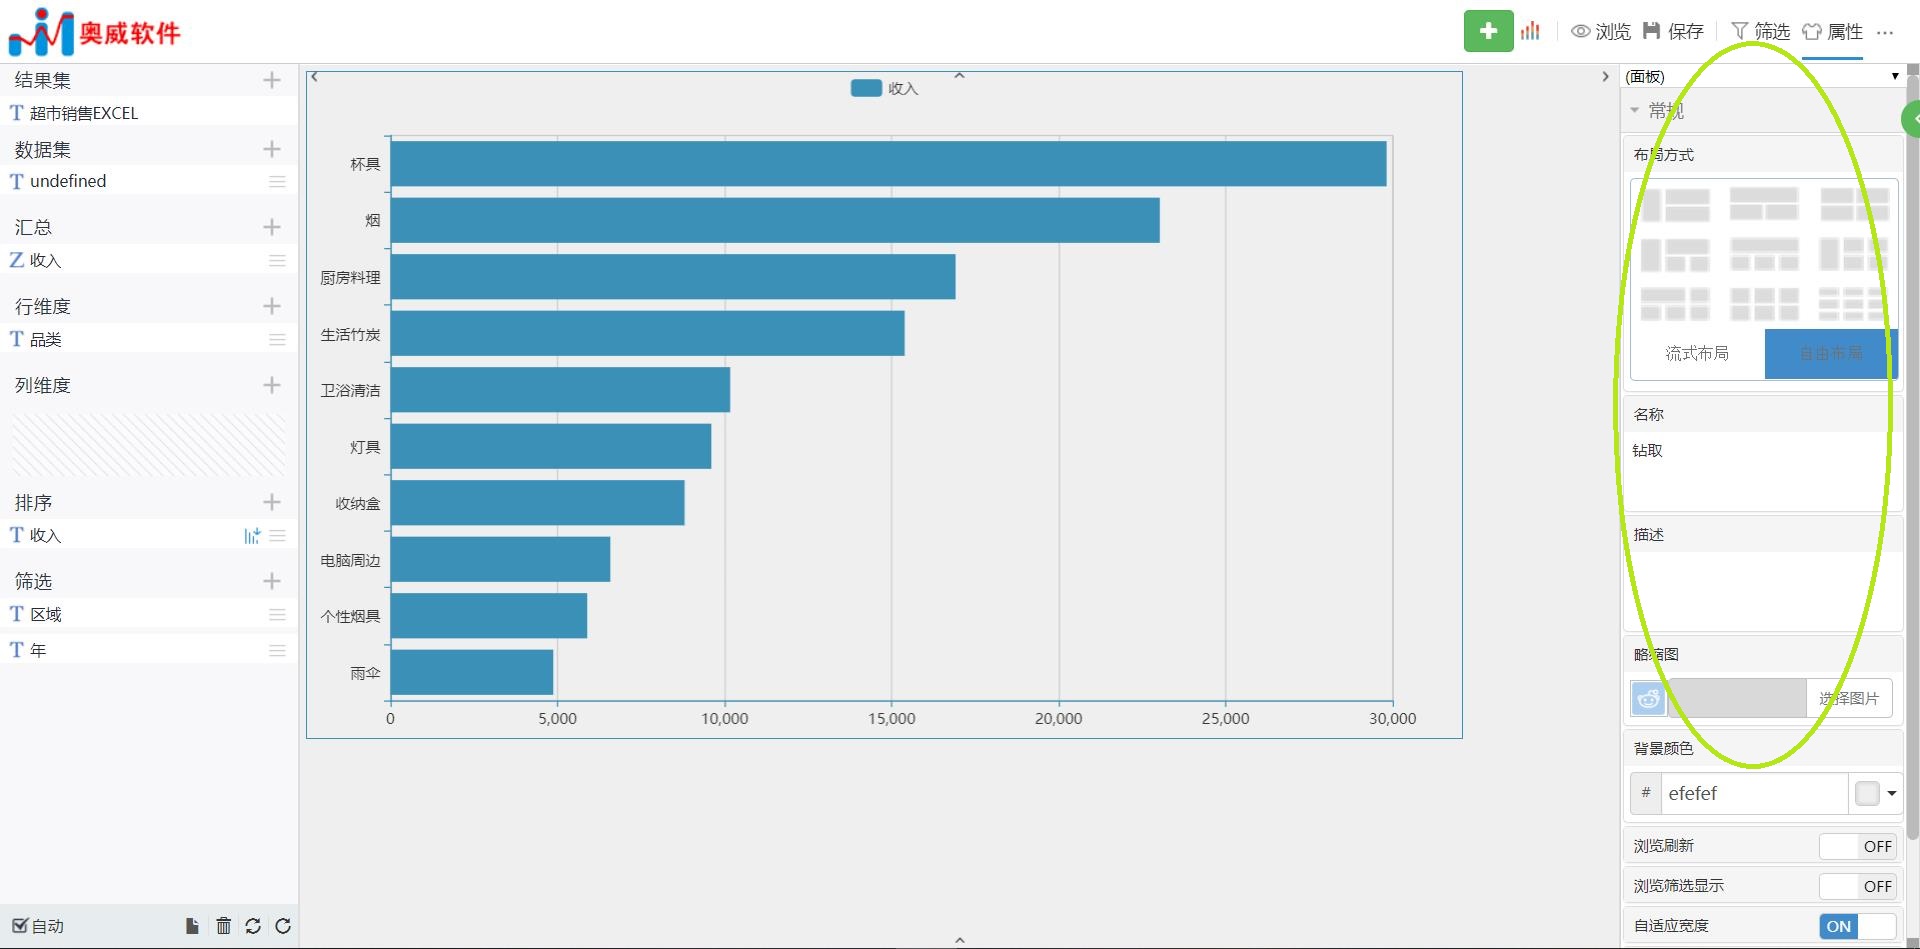 奥威软件
浏览 保存 筛选 属性 ...
结果集
T 超市销售EXCEL
数据集
T undefined
汇总
Z 收入
行维度
T 品类
列维度
排序
T 收入
筛选
T 区域
T 年
自动
收入
杯具
烟
厨房料理
生活竹炭
卫浴清洁
灯具
收纳盒
电脑周边
个性烟具
雨伞
0 5,000 10,000 15,000 20,000 25,000 30,000
(面板)
常规
布局方式
流式布局 自由布局
名称
钻取
描述
略缩图
选择图片
背景颜色
# efefef
浏览刷新 OFF
浏览筛选显示 OFF
自适应宽度 ON